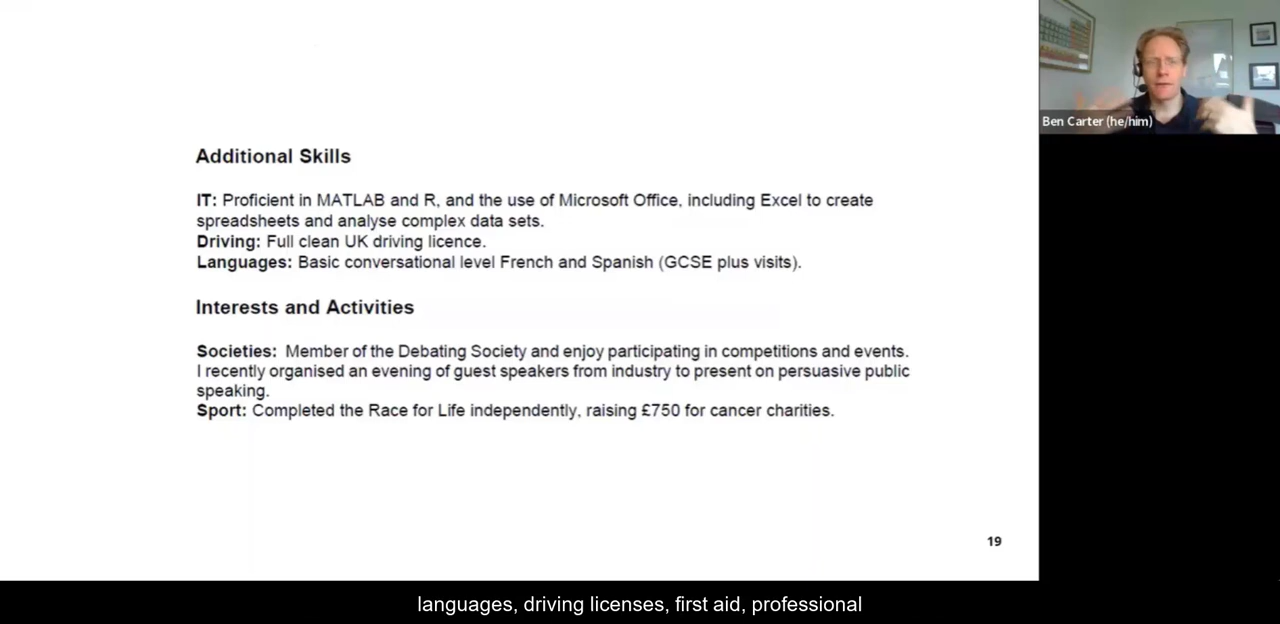 Additional Skills
IT: Proficient in MATLAB and R, and the use of Microsoft Office, including Excel to create
spreadsheets and analyse complex data sets.
Driving: Full clean UK driving licence.
Languages: Basic conversational level French and Spanish (GCSE plus visits).
Interests and Activities
Societies: Member of the Debating Society and enjoy participating in competitions and events.
I recently organised an evening of guest speakers from industry to present on persuasive public
speaking.
Sport: Completed the Race for Life independently, raising £750 for cancer charities.
19
Ben Carter (he/him)
languages, driving licenses, first aid, professional